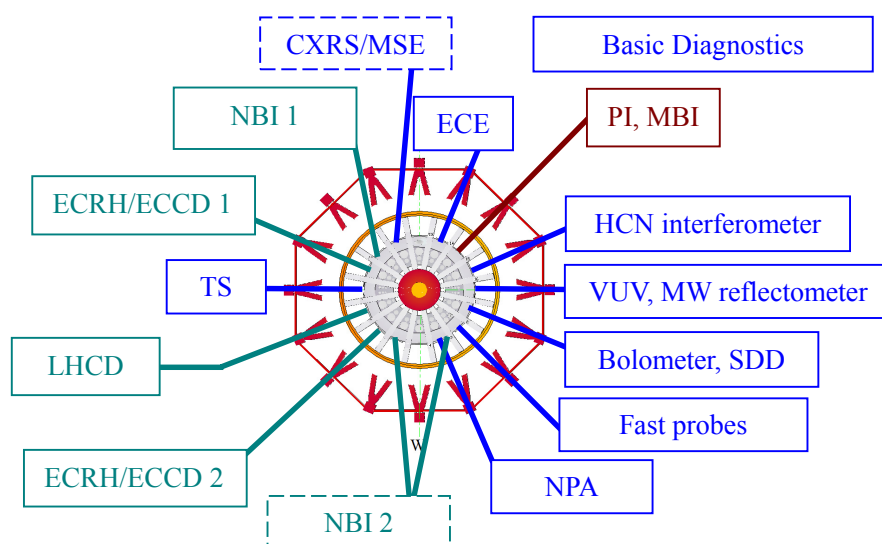 CXRS/MSE
Basic Diagnostics
NBI 1
ECE
PI, MBI
ECRH/ECCD 1
HCN interferometer
TS
VUV, MW reflectometer
LHCD
Bolometer, SDD
Fast probes
W
ECRH/ECCD 2
NPA
NBI 2